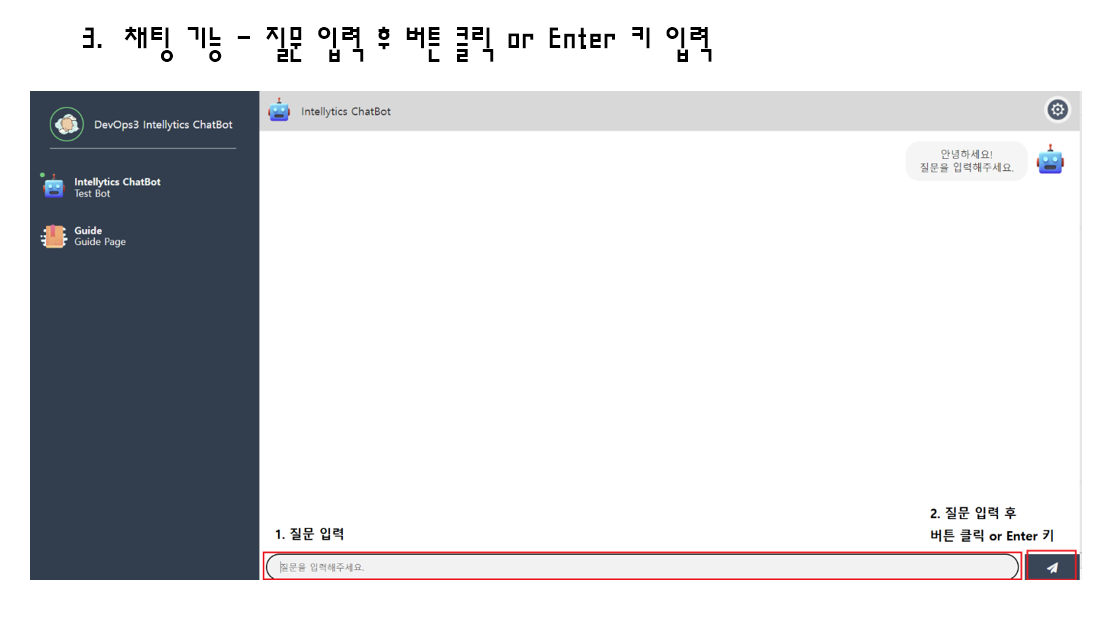 3. 채팅 기능 - 질문 입력 후 버튼 클릭 or Enter 키 입력
DevOps3 Intellytics ChatBot
Intellytics ChatBot
Test Bot
Guide
Guide Page
Intellytics ChatBot
안녕하세요!
질문을 입력해주세요.
1. 질문 입력
2. 질문 입력 후
버튼 클릭 or Enter 키
질문을 입력해주세요.